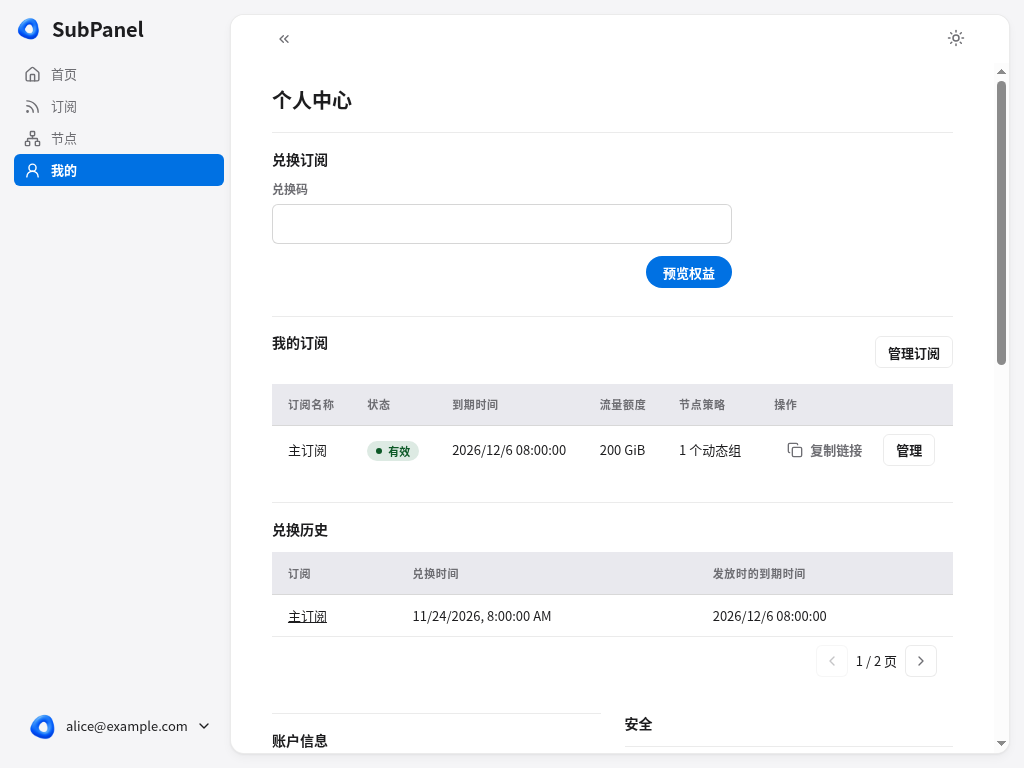 SubPanel
首页
订阅
节点
我的
alice@example.com
个人中心
兑换订阅
兑换码
预览权益
我的订阅
管理订阅
订阅名称 状态 到期时间 流量额度 节点策略 操作
主订阅 有效 2026/12/6 08:00:00 200 GiB 1 个动态组 复制链接 管理
兑换历史
订阅 兑换时间 发放时的到期时间
主订阅 11/24/2026, 8:00:00 AM 2026/12/6 08:00:00
1 / 2 页
账户信息
安全